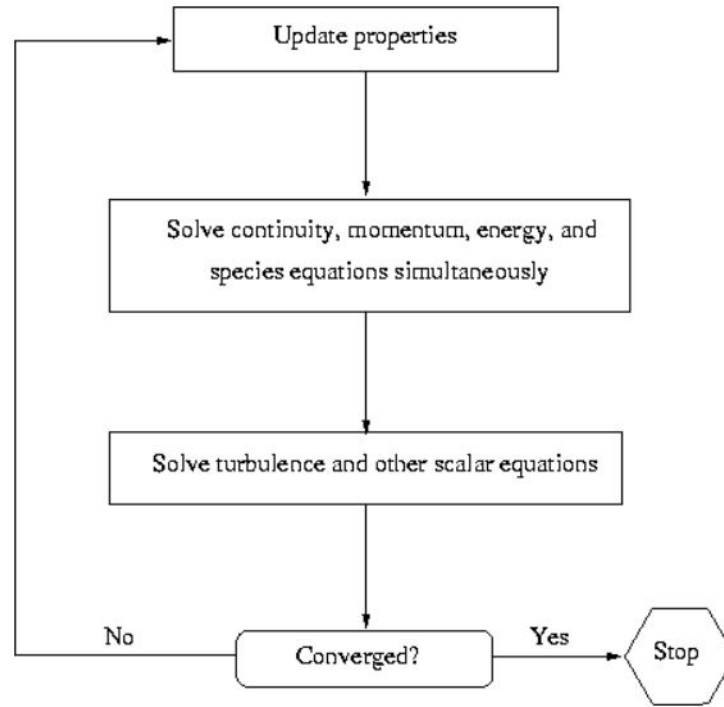 Update properties
Solve continuity, momentum, energy, and
species equations simultaneously
Solve turbulence and other scalar equations
No
Converged?
Yes
Stop